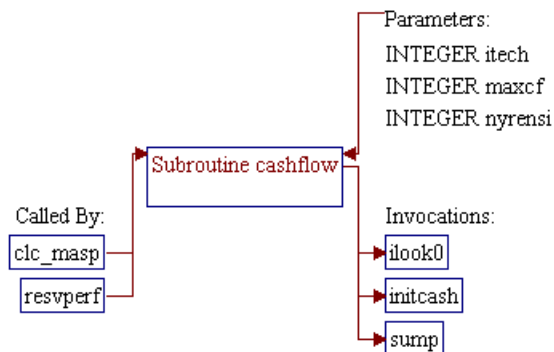 Parameters:
INTEGER itech
INTEGER maxcf
INTEGER nyrensi
Subroutine cashflow
Called By:
clc_masp
resvperf
Invocations:
ilook0
initcash
sump